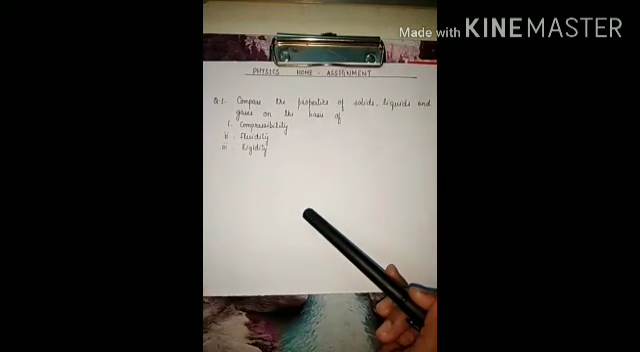 Made with KINEMASTER
PHYSICS HOME - ASSIGNMENT
Q.1. Compare the properties of solids, liquids and
gases on the base of
i. Compressibility
ii. Fluidity
iii. Rigidity